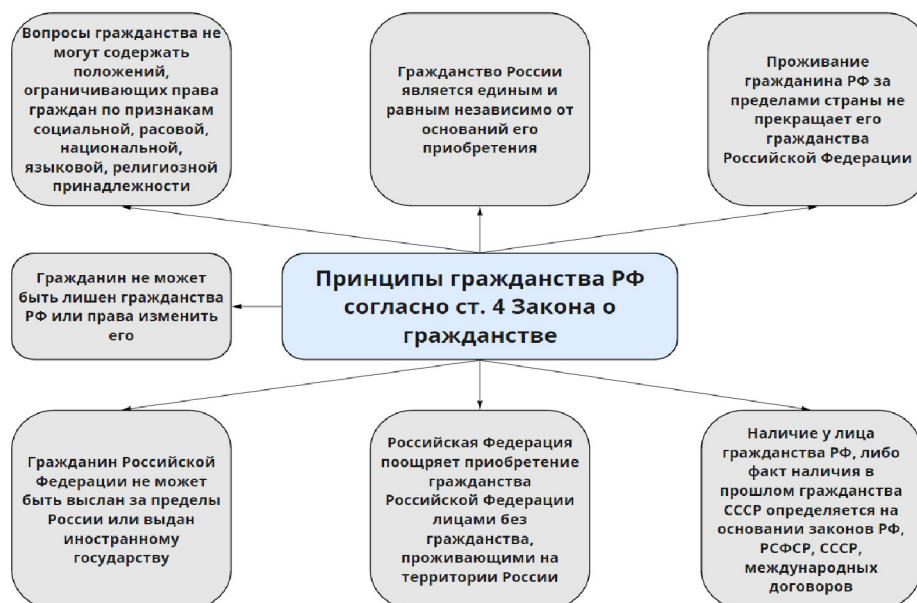 Вопросы гражданства не
могут содержать
положений,
ограничивающих права
граждан по признакам
социальной, расовой,
национальной,
языковой, религиозной
принадлежности
Гражданство России
является единым и
равным независимо от
оснований его
приобретения
Проживание
гражданина РФ за
пределами страны не
прекращает его
гражданства
Российской Федерации
Гражданин не может
быть лишен гражданства
РФ или права изменить
его
Принципы гражданства РФ
согласно ст. 4 Закона о
гражданстве
Гражданин Российской
Федерации не может
быть выслан за пределы
России или выдан
иностранному
государству
Российская Федерация
поощряет приобретение
гражданства
Российской Федерации
лицами без
гражданства,
проживающими на
территории России
Наличие у лица
гражданства РФ, либо
факт наличия в
прошлом гражданства
СССР определяется на
основании законов РФ,
РСФСР, СССР,
международных
договоров